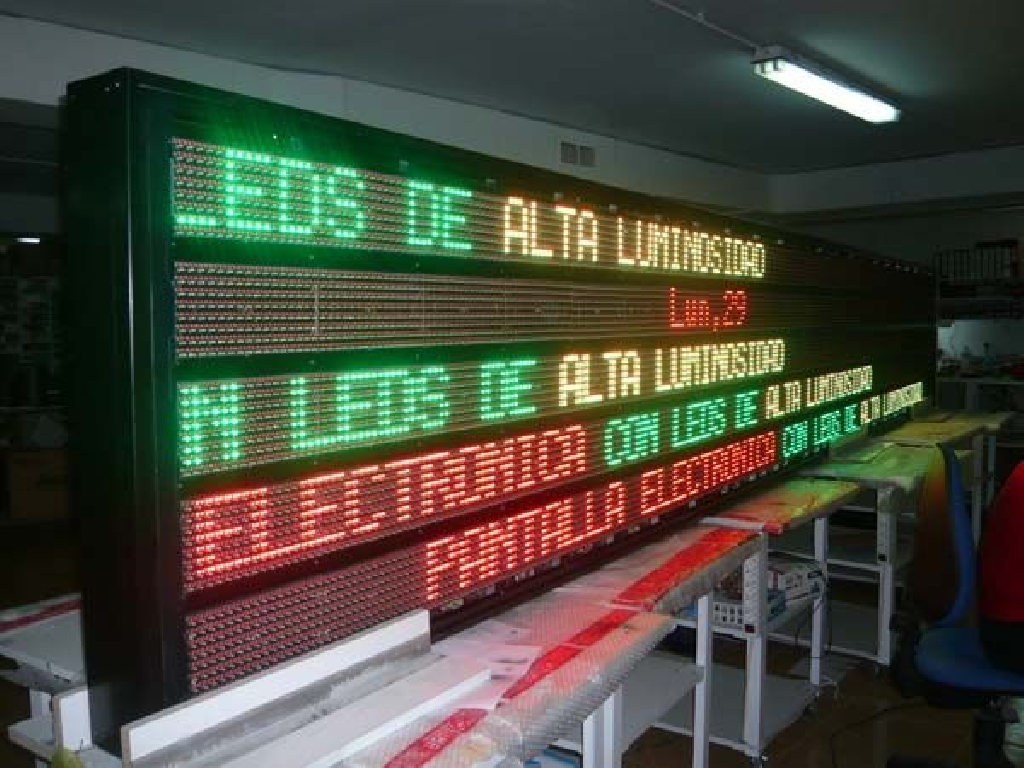 LEDS DE ALTA LUMINOSIDAD
Lun,29
N LEDS DE ALTA LUMINOSIDAD
ELECTRONICA CON LEDS DE ALTA LUMINOSIDAD
PANTALLA ELECTRONICA CON LEDS DE ALTA LUMINOSIDAD